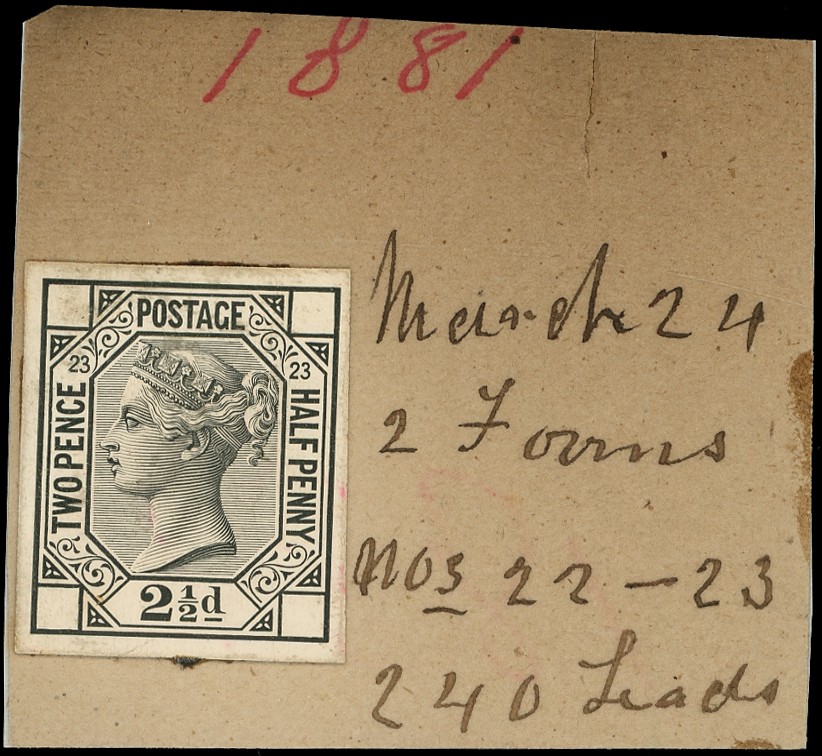 1881
POSTAGE
23 23
TWO PENCE
HALF PENNY
2½d
March 24
2 Forms
Nos 22 - 23
240 Leads